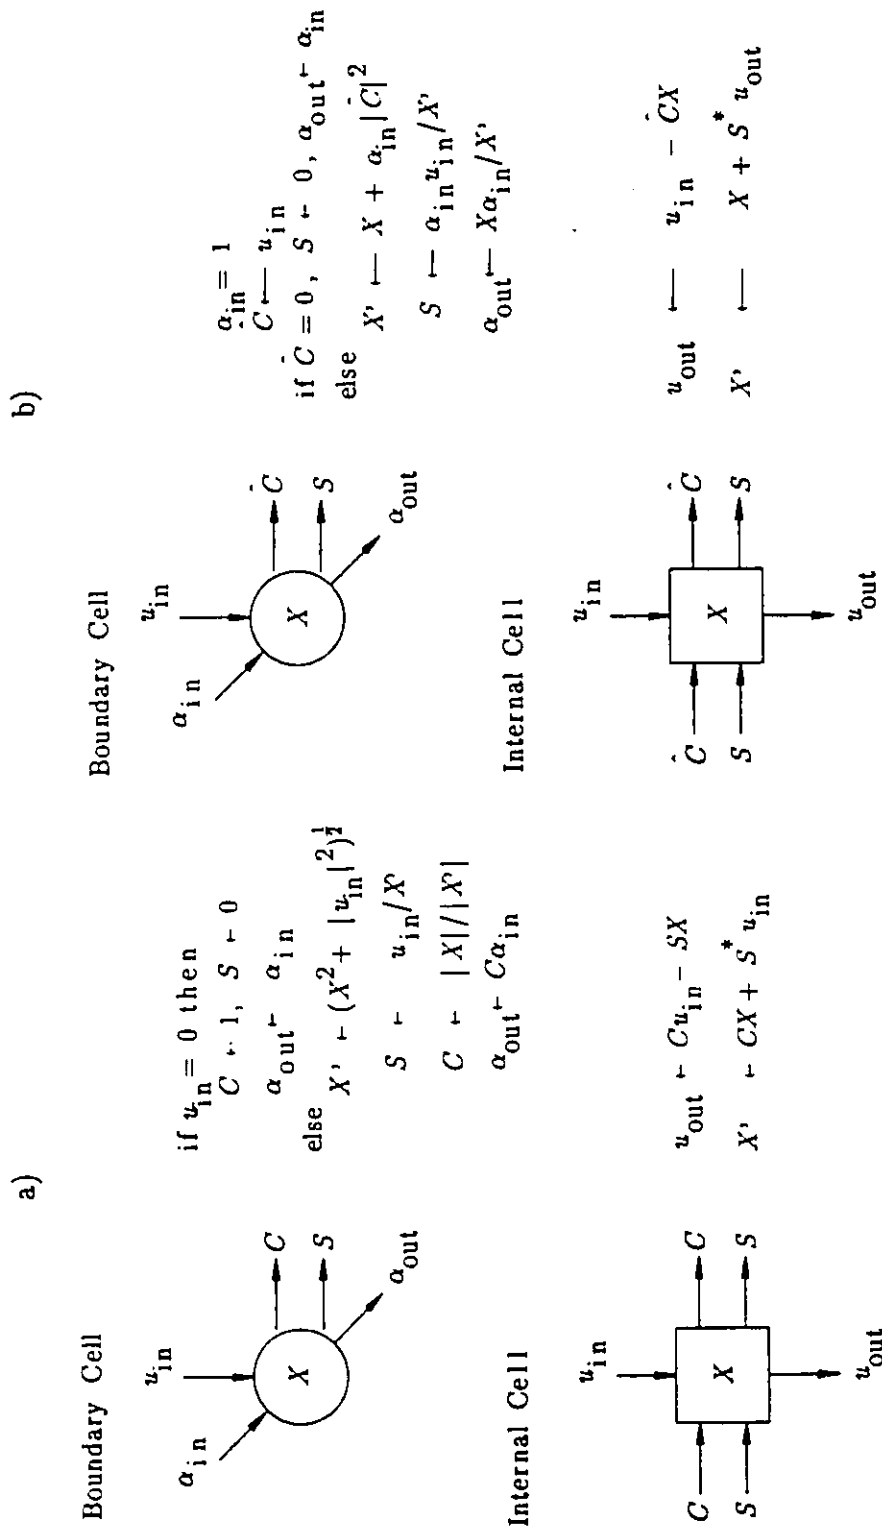 a)
Boundary Cell
u_in
α_in
X
C
S
α_out
if u_in = 0 then
C ← 1, S ← 0
α_out ← α_in
else X' ← (X² + |u_in|²)^½
S ← u_in/X'
C ← |X|/|X'|
α_out ← Cα_in
Internal Cell
u_in
C
S
X
C
S
u_out
u_out ← Cu_in − SX
X' ← CX + S* u_in
b)
Boundary Cell
u_in
α_in
X
Ĉ
S
α_out
α_in = 1
Ĉ ← u_in
if Ĉ = 0, S ← 0, α_out ← α_in
else X' ← X + α_in|Ĉ|²
S ← α_in u_in/X'
α_out ← Xα_in/X'
Internal Cell
u_in
Ĉ
S
X
Ĉ
S
u_out
u_out ← u_in − ĈX
X' ← X + S* u_out